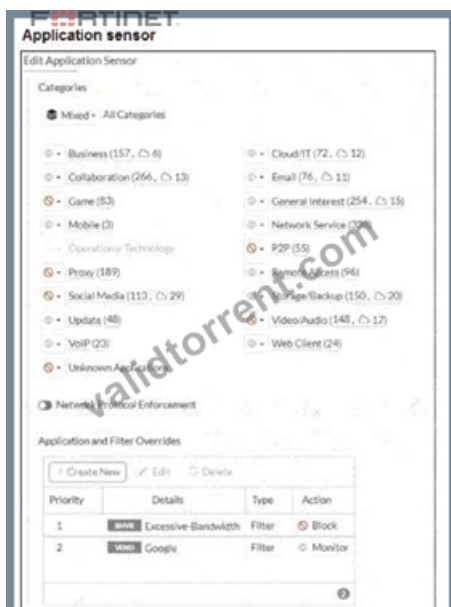 FORTINET
Application sensor
Edit Application Sensor
Categories
Mixed All Categories
Business (157, 6)
Cloud/IT (72, 12)
Collaboration (266, 13)
Email (76, 11)
Game (83)
General Interest (254, 15)
Mobile (3)
Network Service
Operational Technology
P2P (55)
Proxy (189)
Remote Access (96)
Social Media (113, 29)
Storage/Backup (150, 20)
Update (48)
Video/Audio (148, 17)
VoIP (23)
Web Client (24)
Unknown Applications
validtorrent.com
Network Protocol Enforcement
Application and Filter Overrides
+ Create New Edit Delete
Priority Details Type Action
1 BHVR Excessive-Bandwidth Filter Block
2 VEND Google Filter Monitor
2